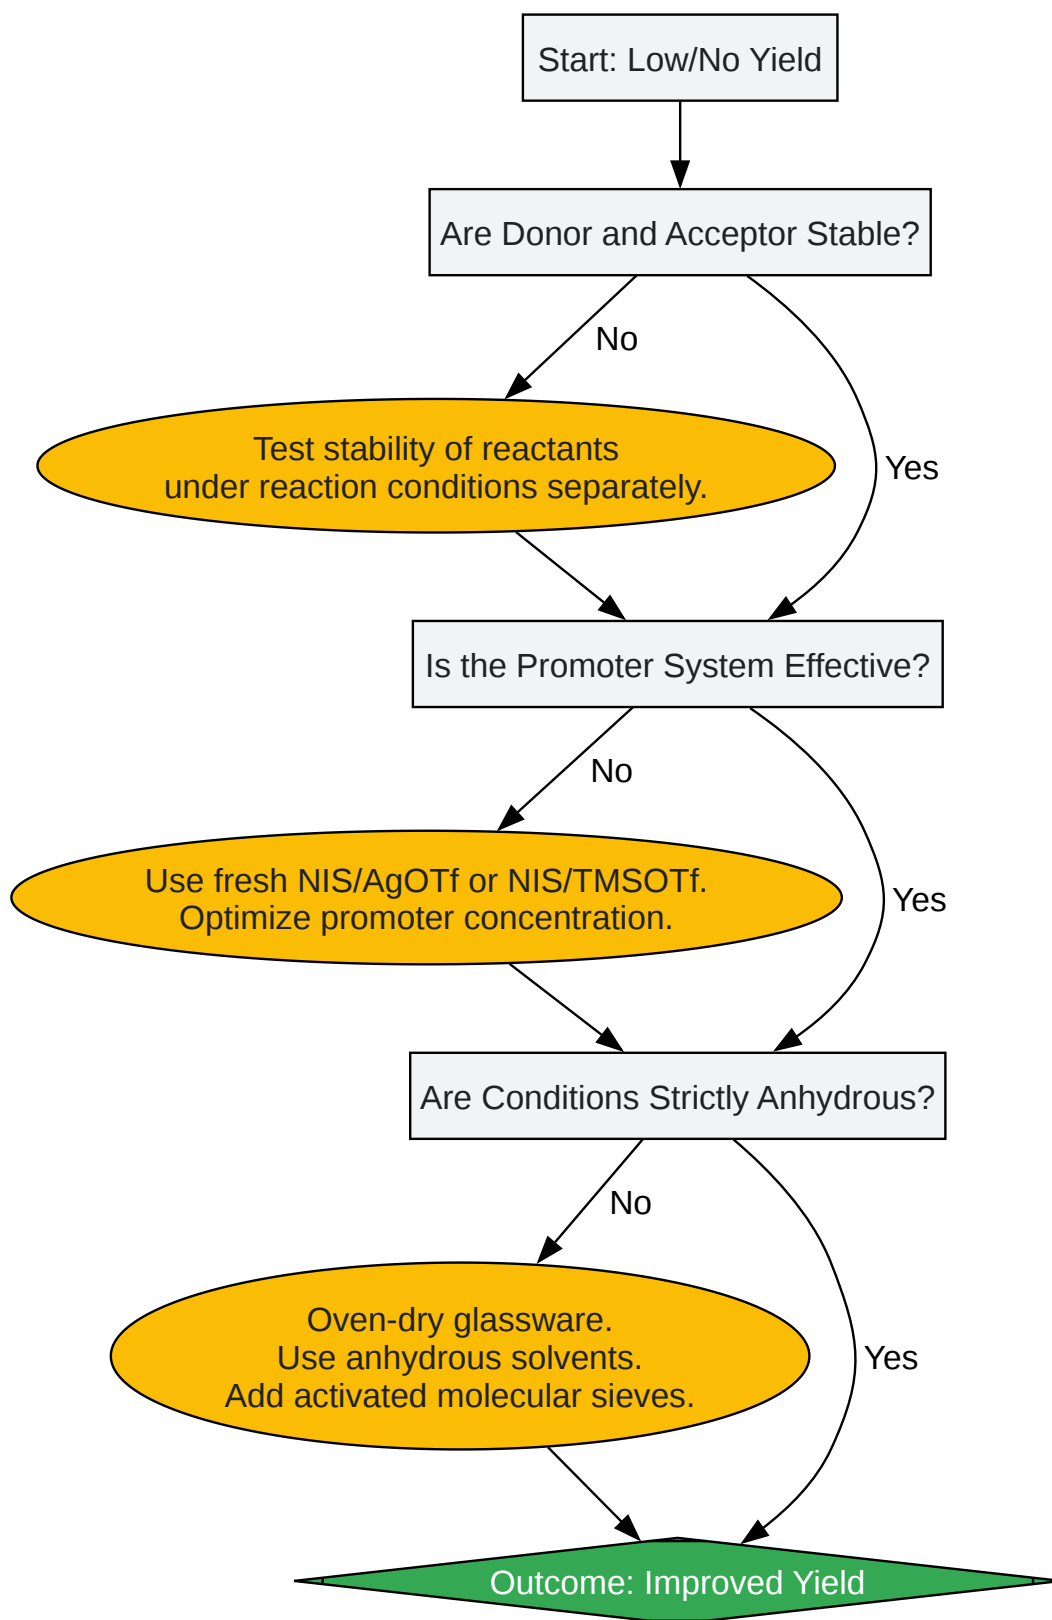 Start: Low/No Yield
Are Donor and Acceptor Stable?
No
Test stability of reactants
under reaction conditions separately.
Yes
Is the Promoter System Effective?
No
Use fresh NIS/AgOTf or NIS/TMSOTf.
Optimize promoter concentration.
Yes
Are Conditions Strictly Anhydrous?
No
Oven-dry glassware.
Use anhydrous solvents.
Add activated molecular sieves.
Yes
Outcome: Improved Yield